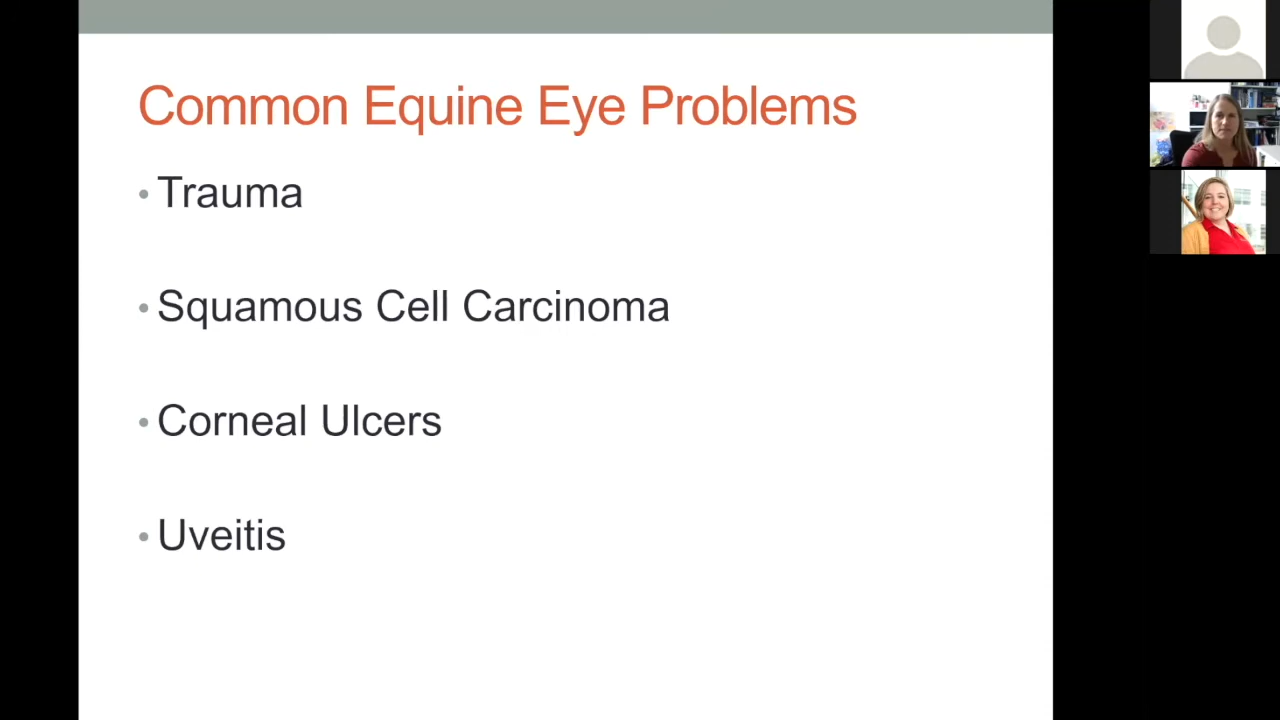 Common Equine Eye Problems
• Trauma
• Squamous Cell Carcinoma
• Corneal Ulcers
• Uveitis